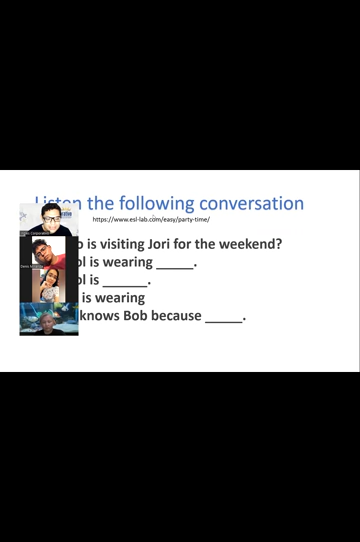 Listen the following conversation
https://www.esl-lab.com/easy/party-time/
is visiting Jori for the weekend?
is wearing _____.
is ______.
is wearing
knows Bob because _____.